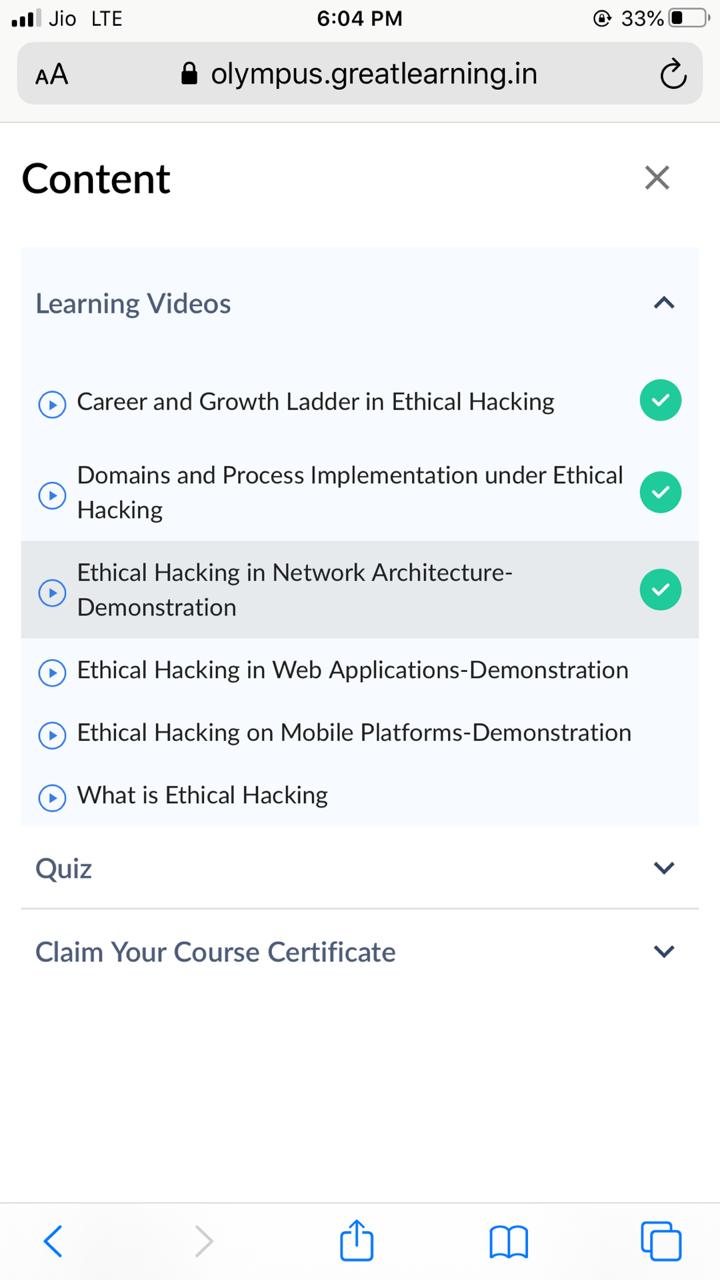 Jio LTE 6:04 PM 33%
AA olympus.greatlearning.in
Content
Learning Videos
Career and Growth Ladder in Ethical Hacking
Domains and Process Implementation under Ethical
Hacking
Ethical Hacking in Network Architecture-
Demonstration
Ethical Hacking in Web Applications-Demonstration
Ethical Hacking on Mobile Platforms-Demonstration
What is Ethical Hacking
Quiz
Claim Your Course Certificate